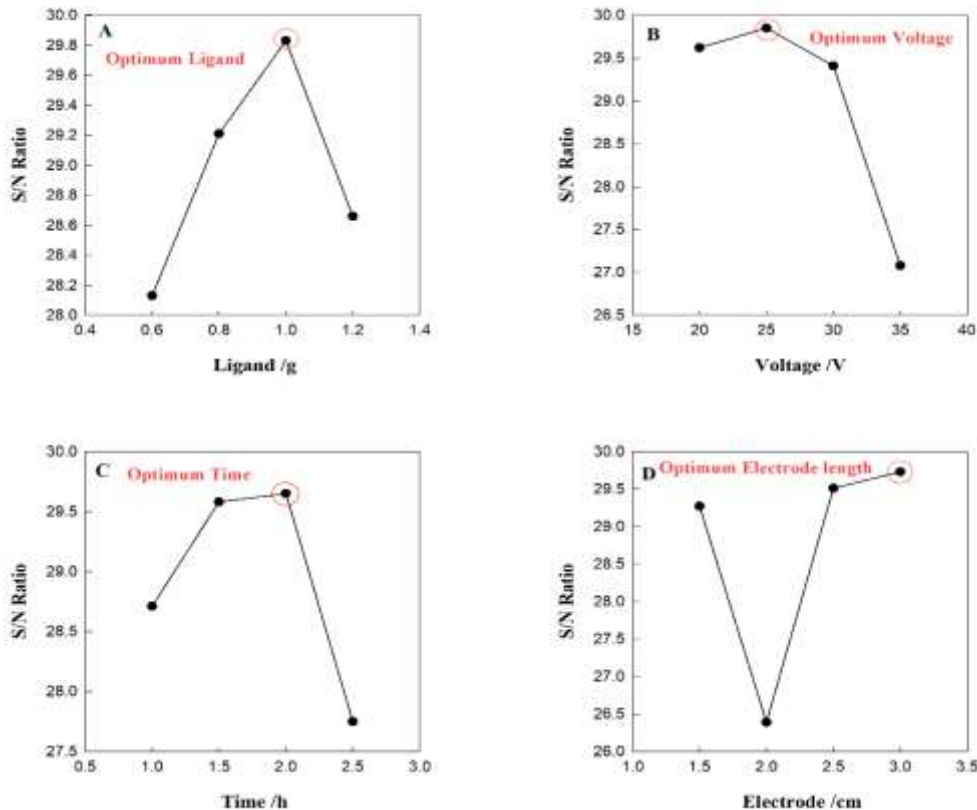 A
Optimum Ligand
S/N Ratio
30.0
29.8
29.6
29.4
29.2
29.0
28.8
28.6
28.4
28.2
28.0
0.4 0.6 0.8 1.0 1.2 1.4
Ligand /g
B
Optimum Voltage
S/N Ratio
30.0
29.5
29.0
28.5
28.0
27.5
27.0
26.5
15 20 25 30 35 40
Voltage /V
C
Optimum Time
S/N Ratio
30.0
29.5
29.0
28.5
28.0
27.5
0.5 1.0 1.5 2.0 2.5 3.0
Time /h
D
Optimum Electrode length
S/N Ratio
30.0
29.5
29.0
28.5
28.0
27.5
27.0
26.5
26.0
1.0 1.5 2.0 2.5 3.0 3.5
Electrode /cm